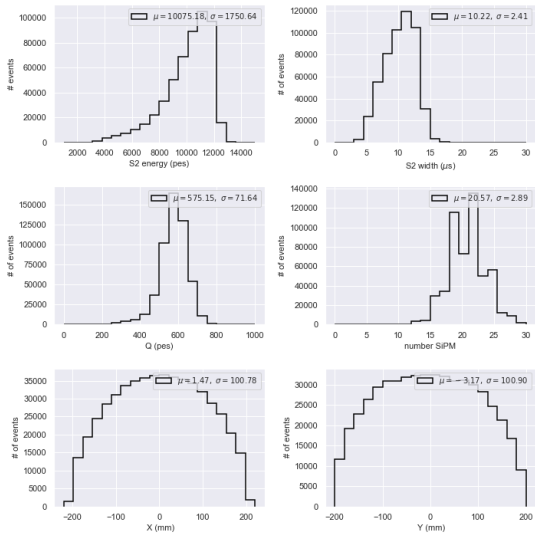 μ = 10075.18, σ = 1750.64
# of events
100000
80000
60000
40000
20000
0
2000 4000 6000 8000 10000 12000 14000
S2 energy (pes)
μ = 10.22, σ = 2.41
# of events
120000
100000
80000
60000
40000
20000
0
0 5 10 15 20 25 30
S2 width (μs)
μ = 575.15, σ = 71.64
# of events
150000
125000
100000
75000
50000
25000
0
0 200 400 600 800 1000
Q (pes)
μ = 20.57, σ = 2.89
# of events
140000
120000
100000
80000
60000
40000
20000
0
0 5 10 15 20 25 30
number SiPM
μ = 1.47, σ = 100.78
# of events
35000
30000
25000
20000
15000
10000
5000
0
−200 −100 0 100 200
X (mm)
μ = −3.17, σ = 100.90
# of events
30000
25000
20000
15000
10000
5000
0
−200 −100 0 100 200
Y (mm)